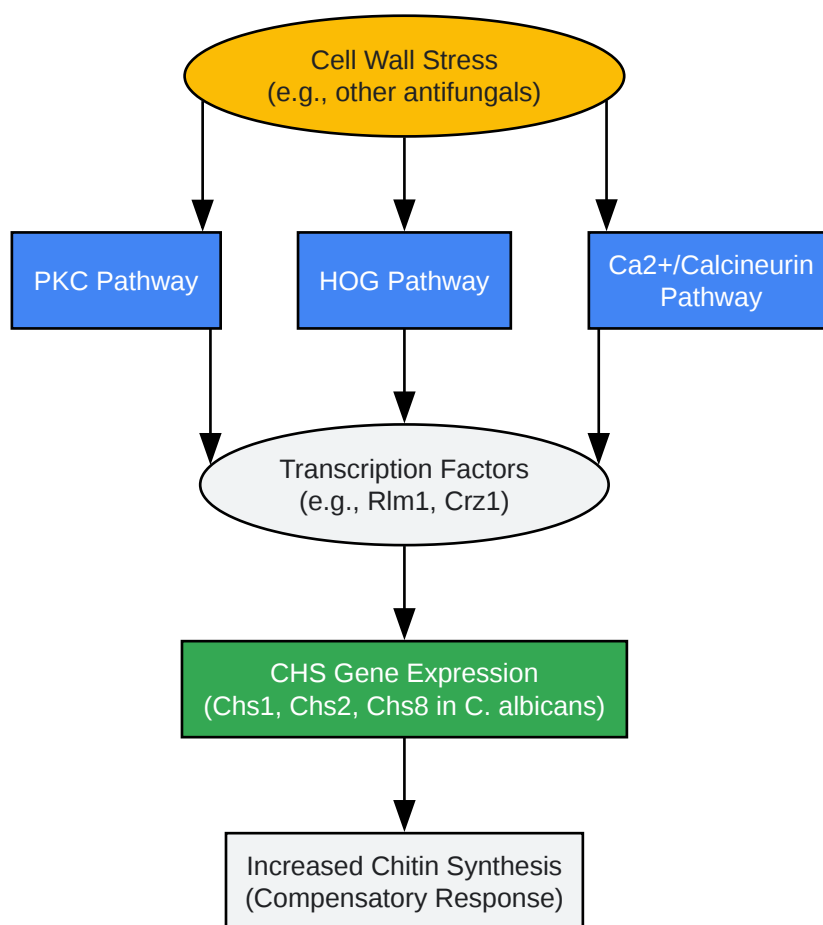 Cell Wall Stress
(e.g., other antifungals)
PKC Pathway
HOG Pathway
Ca2+/Calcineurin
Pathway
Transcription Factors
(e.g., Rlm1, Crz1)
CHS Gene Expression
(Chs1, Chs2, Chs8 in C. albicans)
Increased Chitin Synthesis
(Compensatory Response)